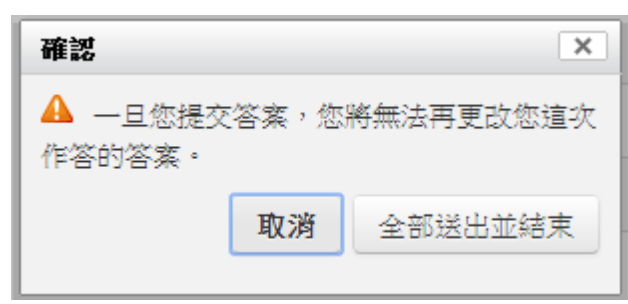 確認
一旦您提交答案，您將無法再更改您這次
作答的答案。
取消
全部送出並結束